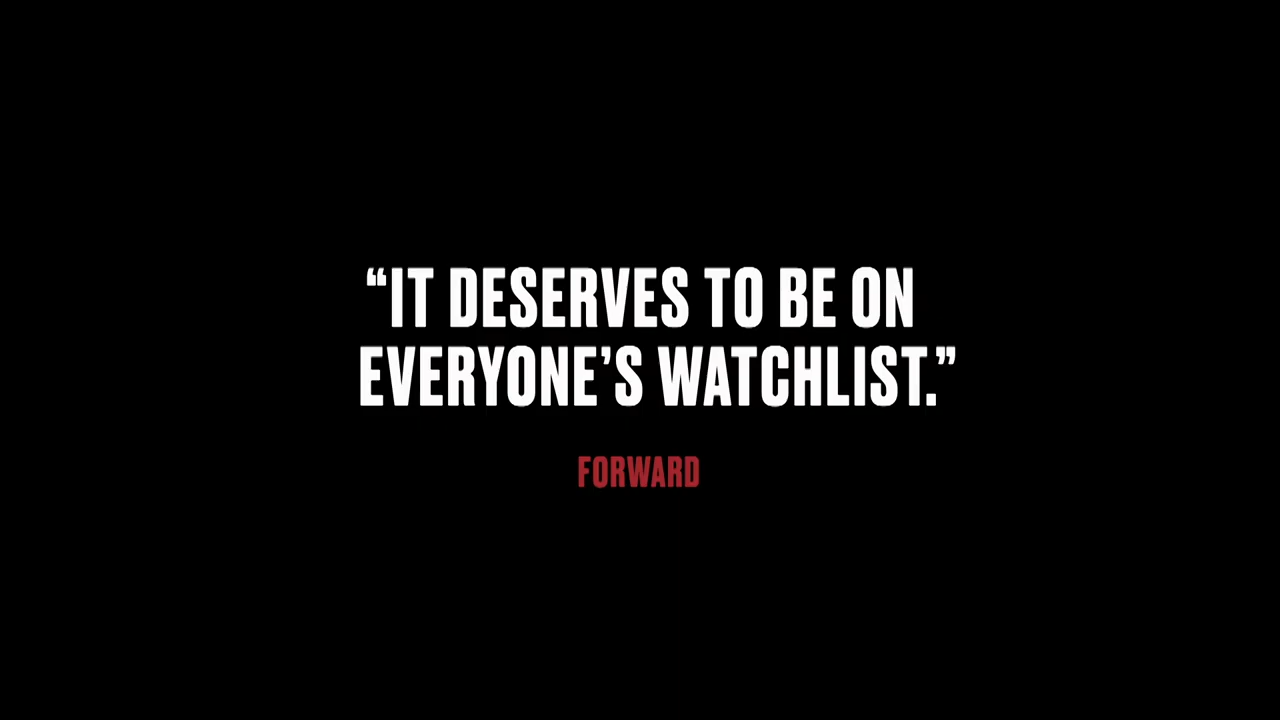 “IT DESERVES TO BE ON
EVERYONE’S WATCHLIST.”
FORWARD